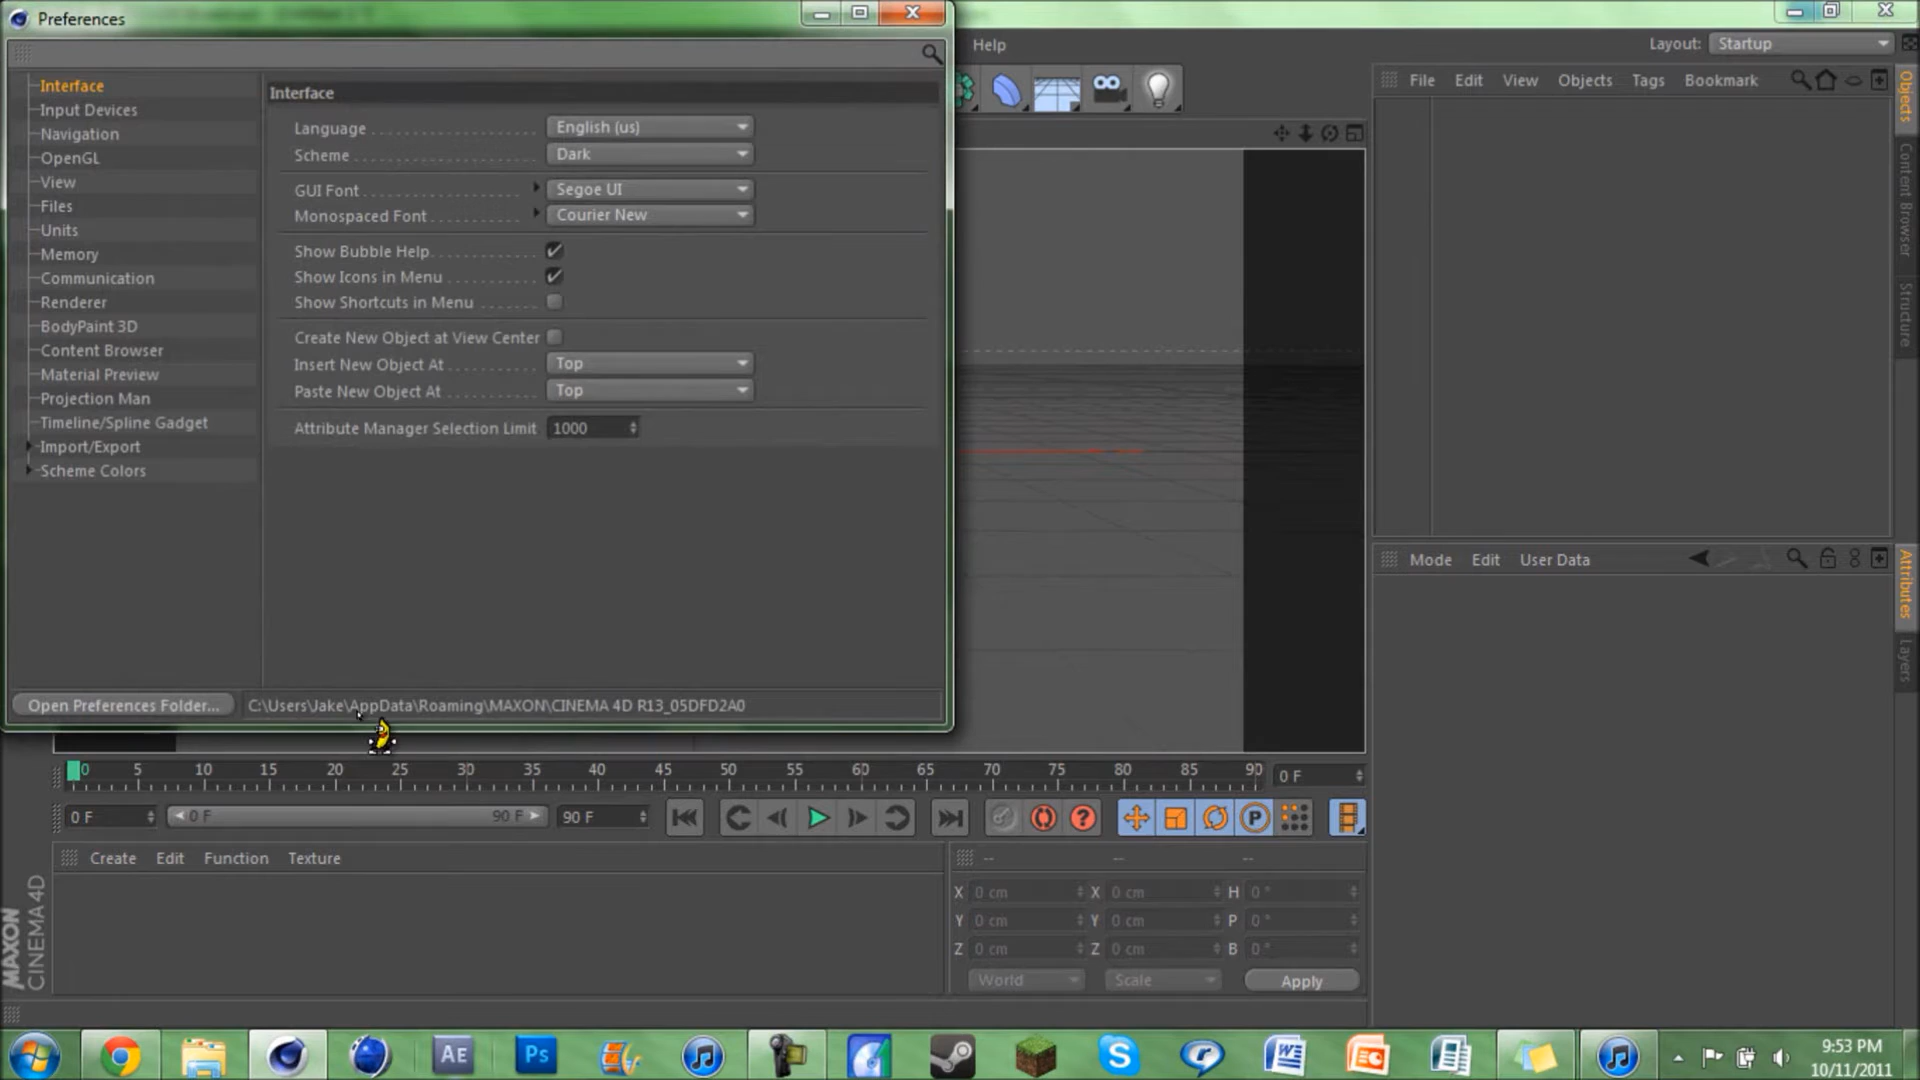 Preferences
Help
Layout: Startup
Interface
Input Devices
Navigation
OpenGL
View
Files
Units
Memory
Communication
Renderer
BodyPaint 3D
Content Browser
Material Preview
Projection Man
Timeline/Spline Gadget
Import/Export
Scheme Colors
Interface
Language English (us)
Scheme Dark
GUI Font Segoe UI
Monospaced Font Courier New
Show Bubble Help
Show Icons in Menu
Show Shortcuts in Menu
Create New Object at View Center
Insert New Object At Top
Paste New Object At Top
Attribute Manager Selection Limit 1000
Open Preferences Folder... C:\Users\Jake\AppData\Roaming\MAXON\CINEMA 4D R13_05DFD2A0
File Edit View Objects Tags Bookmark
Objects
Content Browser
Structure
Mode Edit User Data
Attributes
Layers
0 5 10 15 20 25 30 35 40 45 50 55 60 65 70 75 80 85 90 0 F
0 F 0 F 90 F 90 F
Create Edit Function Texture
-- -- --
X 0 cm X 0 cm H 0 °
Y 0 cm Y 0 cm P 0 °
Z 0 cm Z 0 cm B 0 °
World Scale Apply
MAXON
CINEMA 4D
AE Ps
9:53 PM
10/11/2011